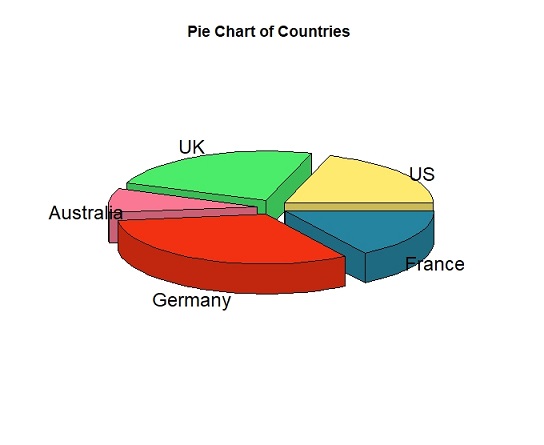 Pie Chart of Countries
UK
US
Australia
France
Germany